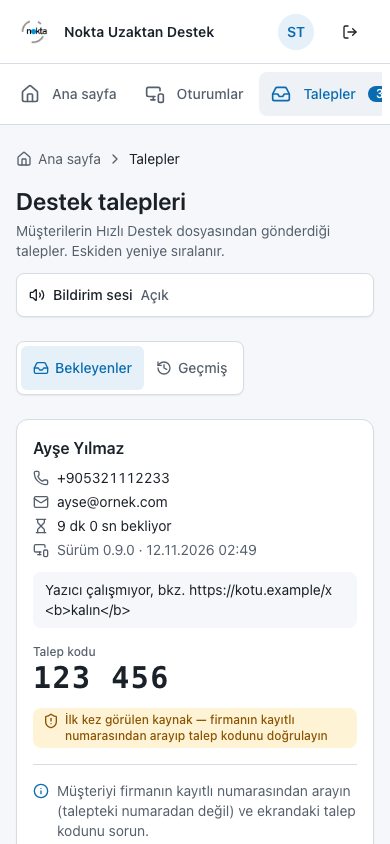 nokta
Nokta Uzaktan Destek
ST
Ana sayfa
Oturumlar
Talepler
Ana sayfa
Talepler
Destek talepleri
Müşterilerin Hızlı Destek dosyasından gönderdiği
talepler. Eskiden yeniye sıralanır.
Bildirim sesi Açık
Bekleyenler
Geçmiş
Ayşe Yılmaz
+905321112233
ayse@ornek.com
9 dk 0 sn bekliyor
Sürüm 0.9.0 · 12.11.2026 02:49
Yazıcı çalışmıyor, bkz. https://kotu.example/x
<b>kalın</b>
Talep kodu
123 456
İlk kez görülen kaynak — firmanın kayıtlı
numarasından arayıp talep kodunu doğrulayın
Müşteriyi firmanın kayıtlı numarasından arayın
(talepteki numaradan değil) ve ekrandaki talep
kodunu sorun.